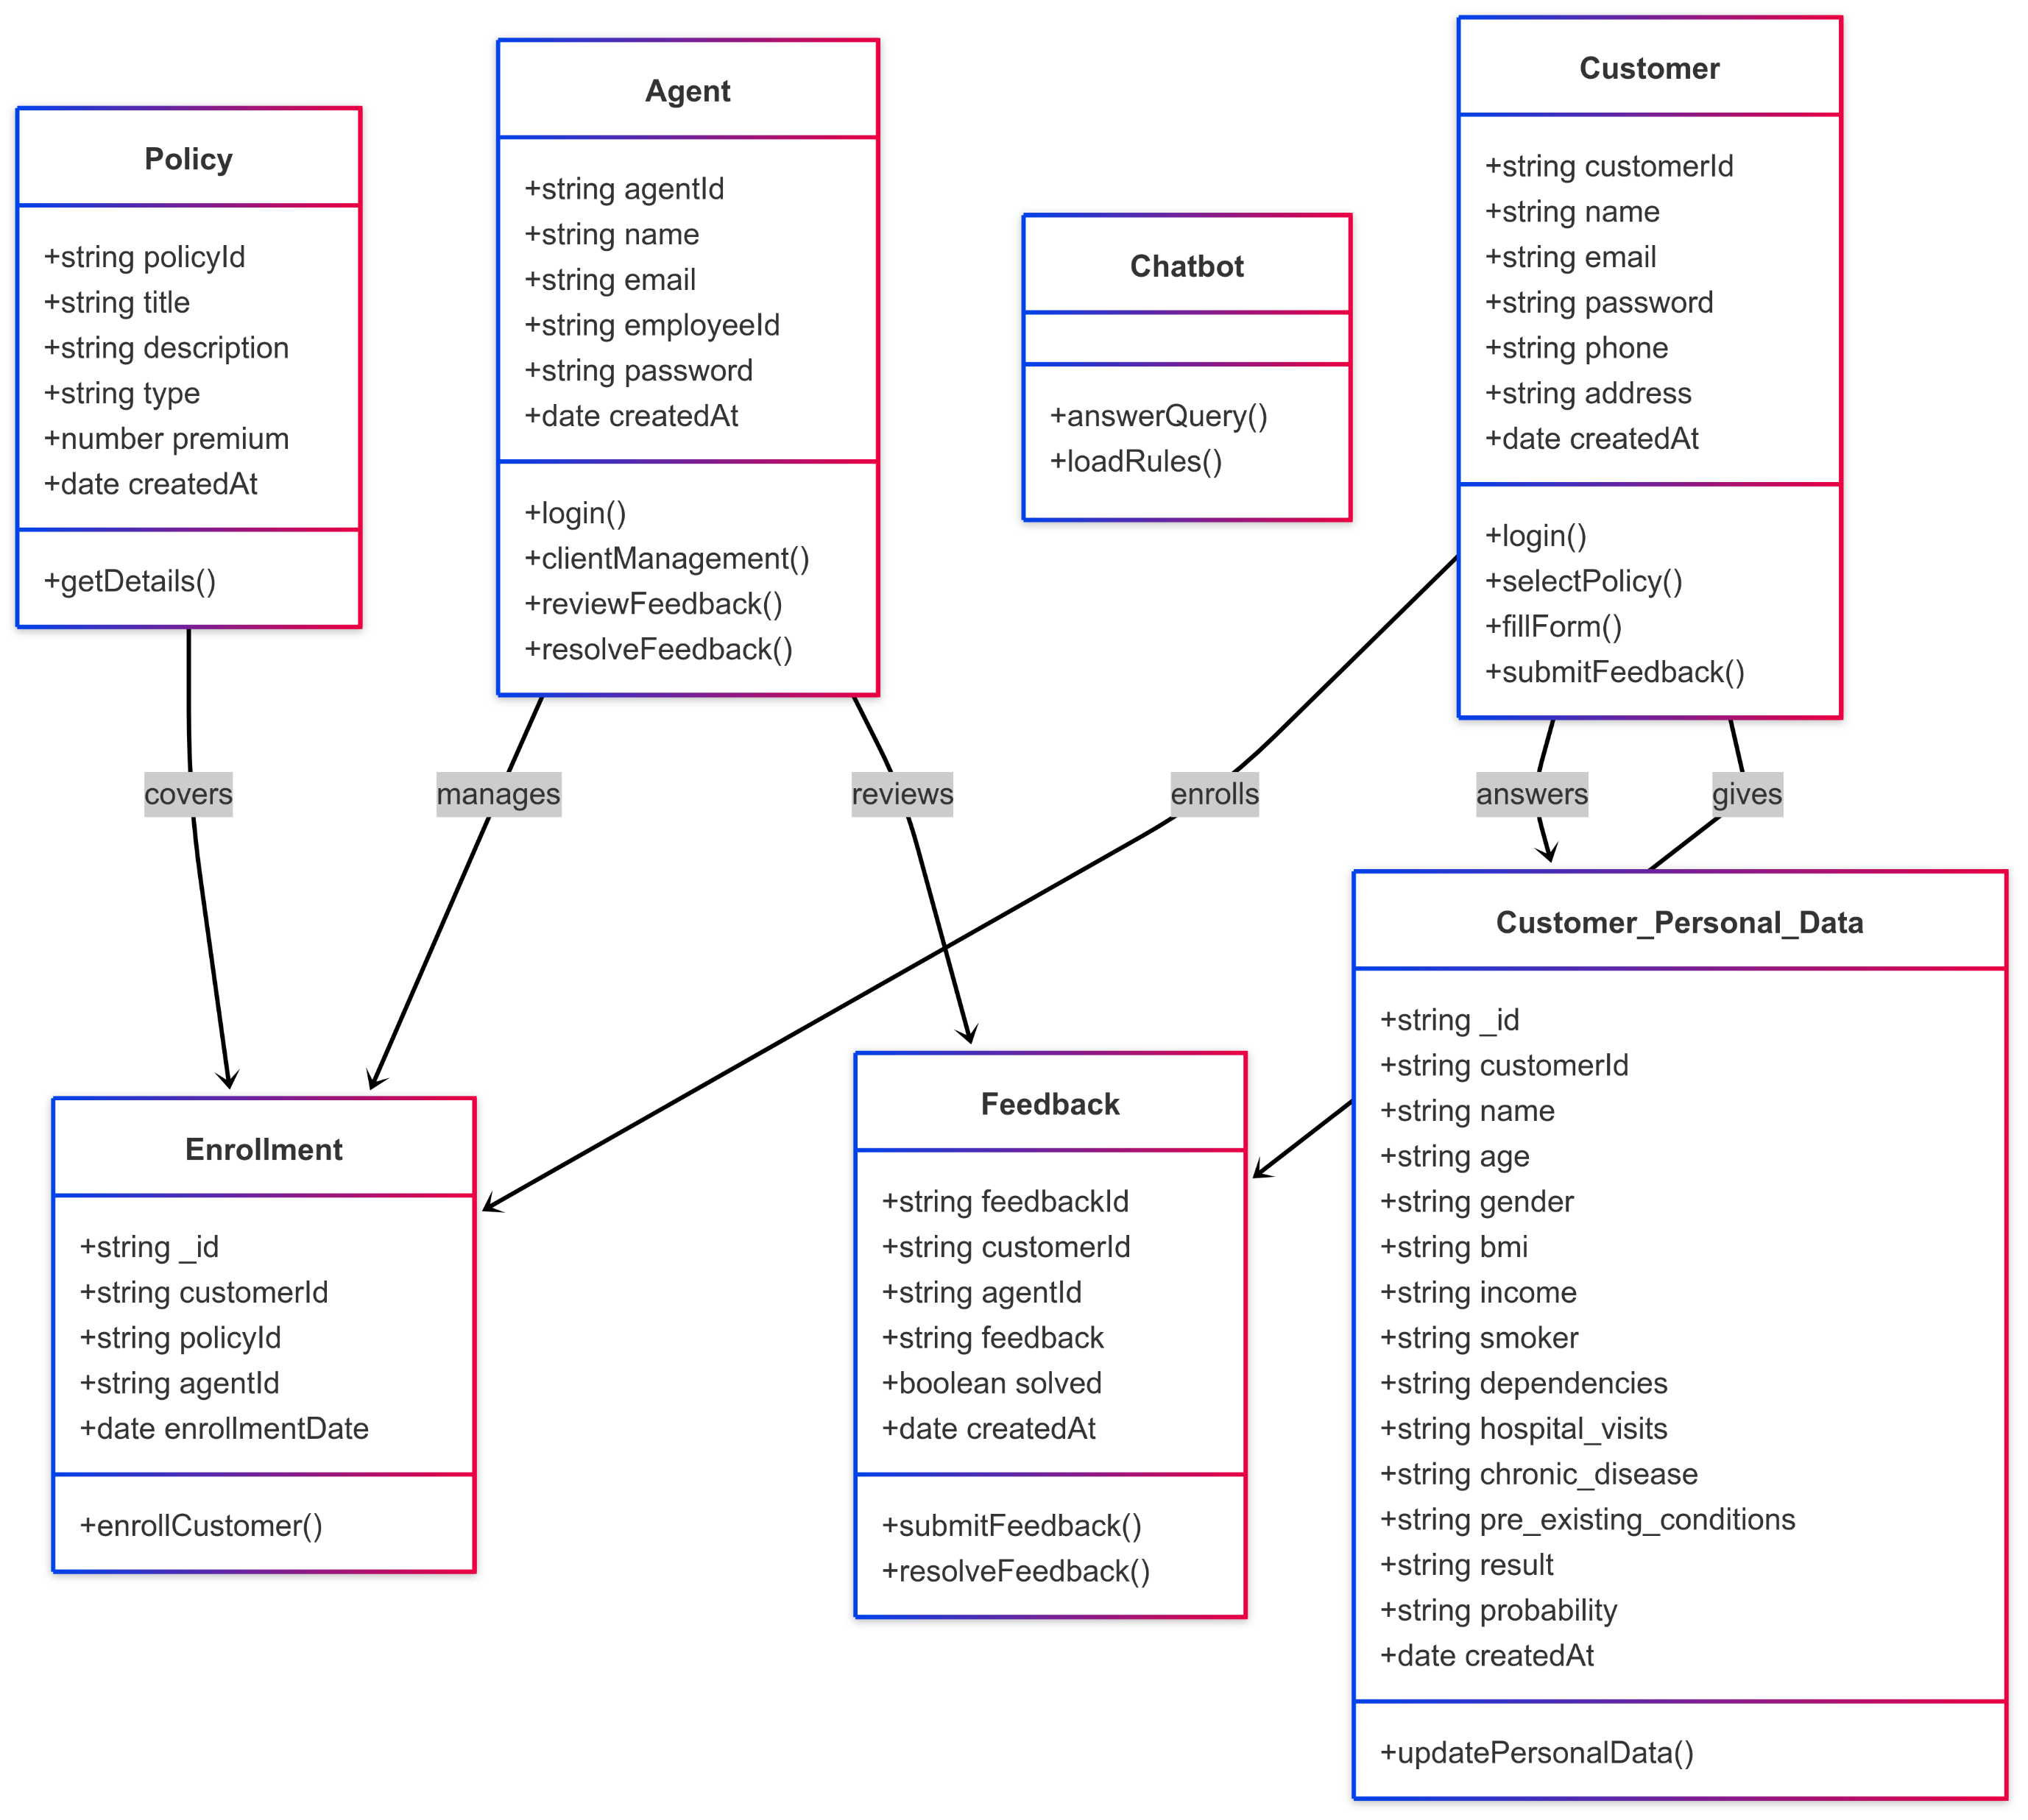 Policy
+string policyId
+string title
+string description
+string type
+number premium
+date createdAt
+getDetails()
Agent
+string agentId
+string name
+string email
+string employeeId
+string password
+date createdAt
+login()
+clientManagement()
+reviewFeedback()
+resolveFeedback()
Chatbot
+answerQuery()
+loadRules()
Customer
+string customerId
+string name
+string email
+string password
+string phone
+string address
+date createdAt
+login()
+selectPolicy()
+fillForm()
+submitFeedback()
covers
manages
reviews
enrolls
answers
gives
Enrollment
+string _id
+string customerId
+string policyId
+string agentId
+date enrollmentDate
+enrollCustomer()
Feedback
+string feedbackId
+string customerId
+string agentId
+string feedback
+boolean solved
+date createdAt
+submitFeedback()
+resolveFeedback()
Customer_Personal_Data
+string _id
+string customerId
+string name
+string age
+string gender
+string bmi
+string income
+string smoker
+string dependencies
+string hospital_visits
+string chronic_disease
+string pre_existing_conditions
+string result
+string probability
+date createdAt
+updatePersonalData()